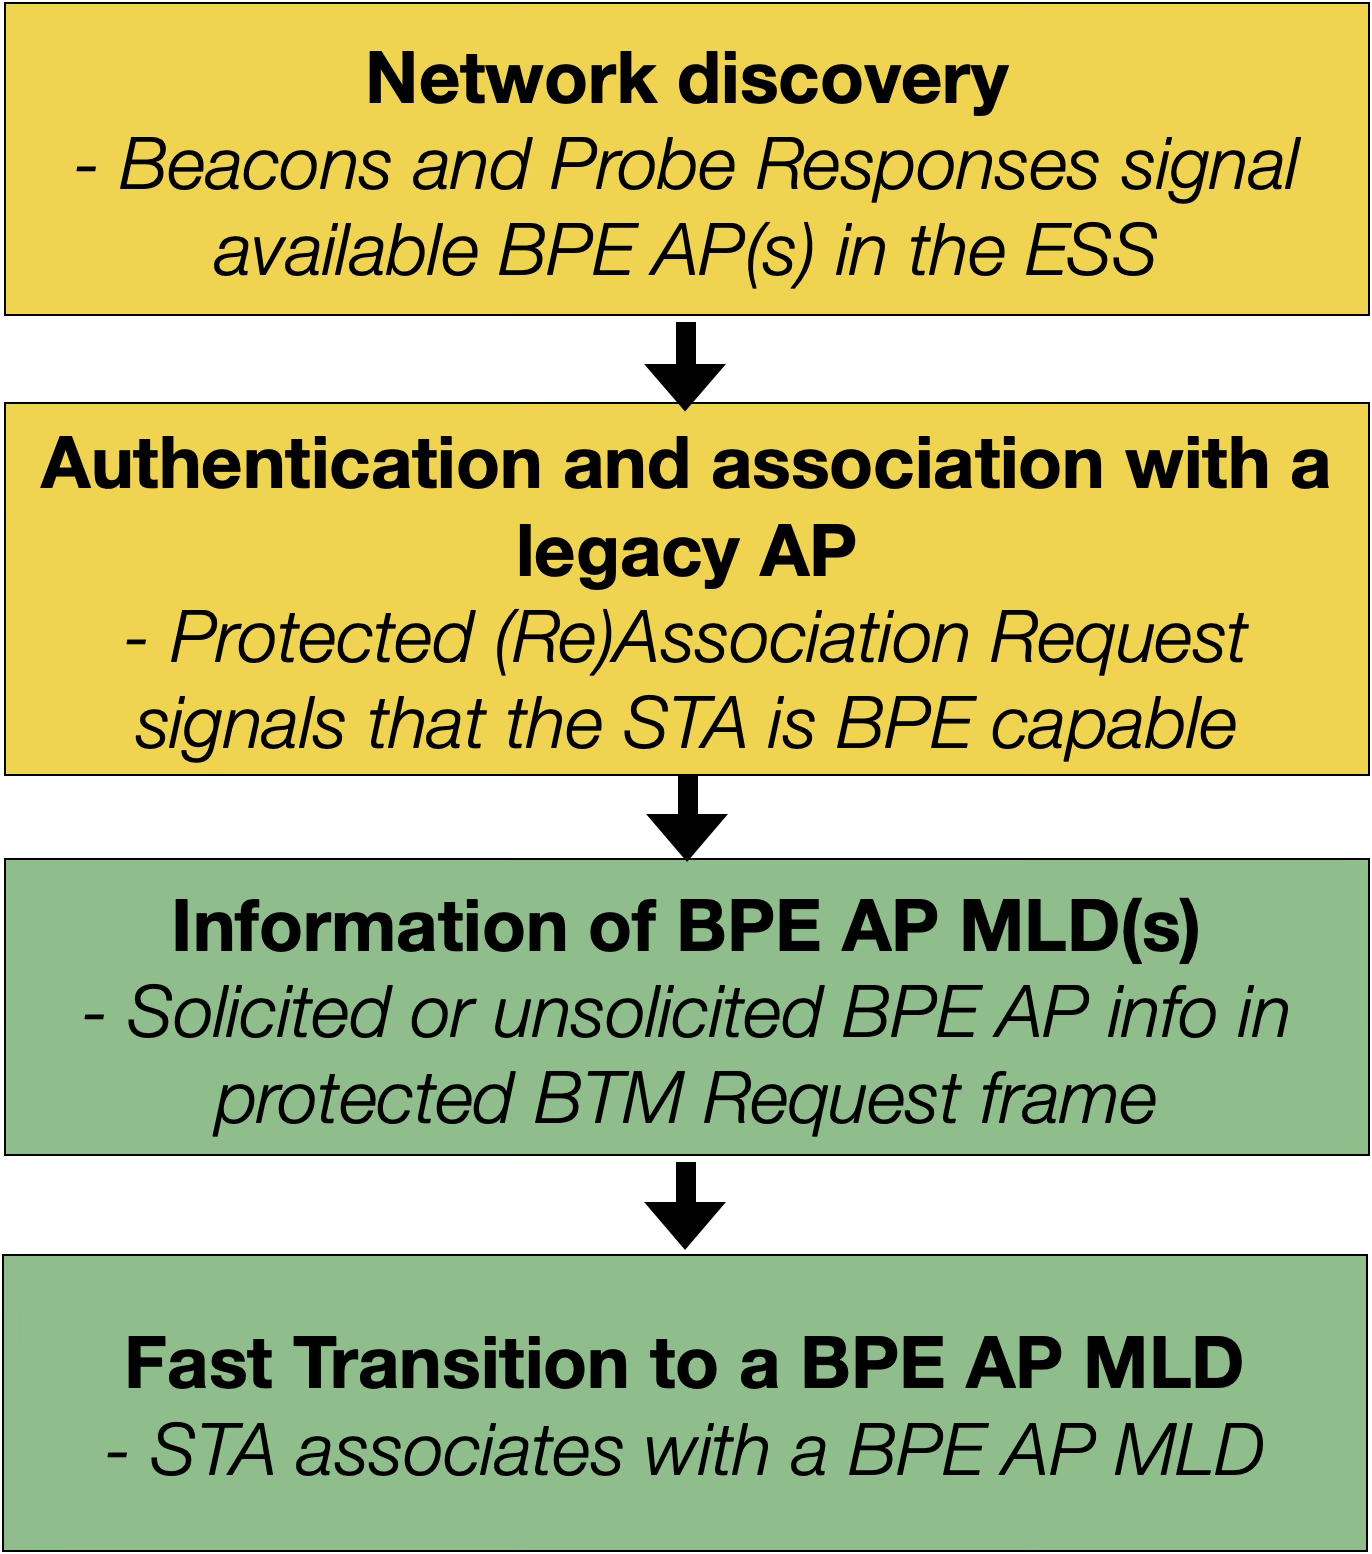 Network discovery
- Beacons and Probe Responses signal
available BPE AP(s) in the ESS
Authentication and association with a
legacy AP
- Protected (Re)Association Request
signals that the STA is BPE capable
Information of BPE AP MLD(s)
- Solicited or unsolicited BPE AP info in
protected BTM Request frame
Fast Transition to a BPE AP MLD
- STA associates with a BPE AP MLD